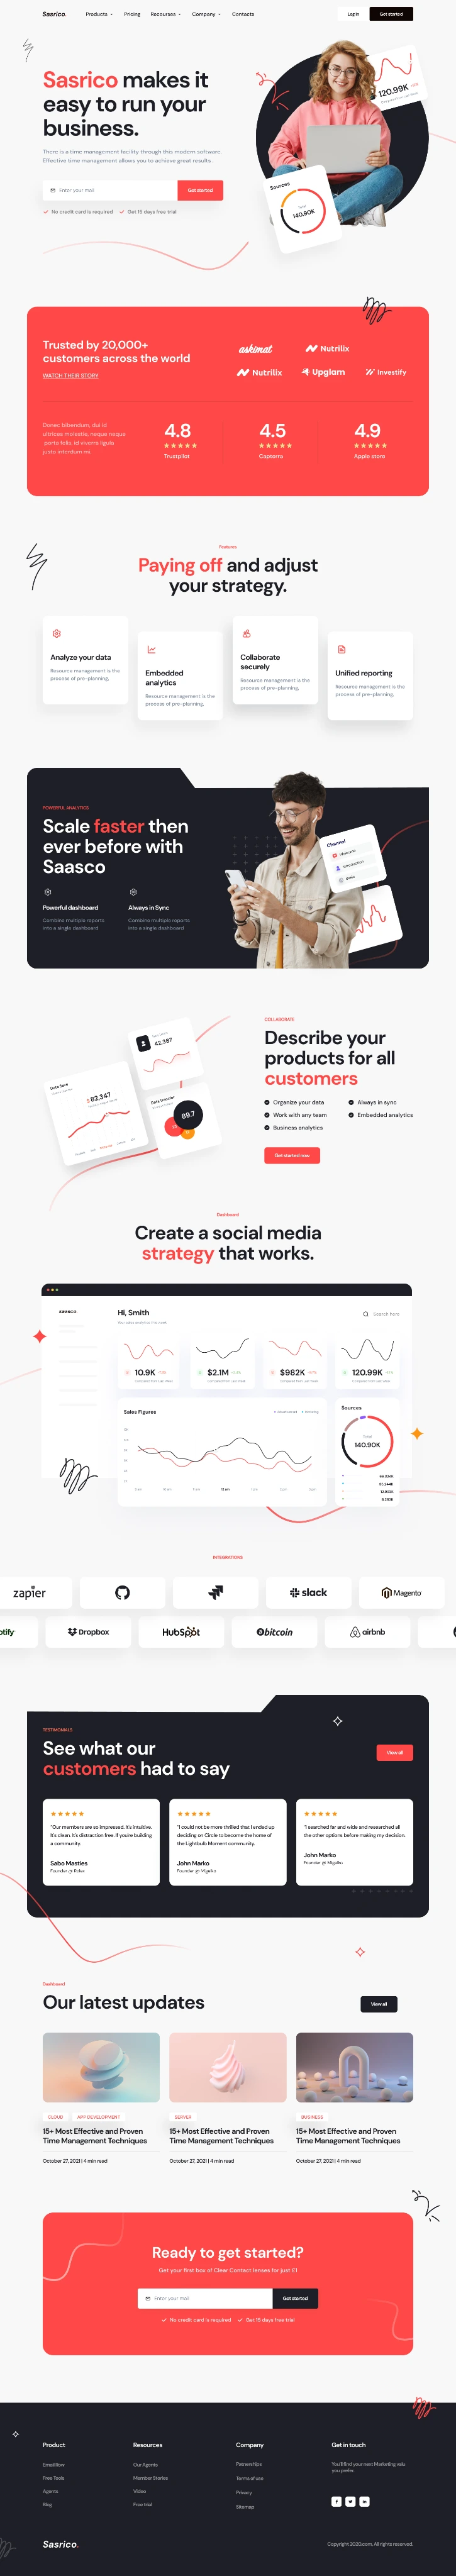 Sasrico.
Products
Pricing
Recourses
Company
Contacts
Log in
Get started
Sasrico makes it
easy to run your
business.
There is a time management facility through this modern software.
Effective time management allows you to achieve great results .
Enter your mail
Get started
No credit card is required
Get 15 days free trial
120.99K
Sources
140.90K
Trusted by 20,000+
customers across the world
WATCH THEIR STORY
askimat
Nutrilix
Nutrilix
Upglam
Investify
Donec bibendum, dui id
ultrices molestie, neque neque
porta felis, id viverra ligula
justo interdum mi.
4.8
Trustpilot
4.5
Capterra
4.9
Apple store
Features
Paying off and adjust
your strategy.
Analyze your data
Resource management is the
process of pre-planning.
Embedded
analytics
Resource management is the
process of pre-planning.
Collaborate
securely
Resource management is the
process of pre-planning.
Unified reporting
Resource management is the
process of pre-planning.
POWERFUL ANALYTICS
Scale faster then
ever before with
Saasco
Powerful dashboard
Combine multiple reports
into a single dashboard
Always in Sync
Combine multiple reports
into a single dashboard
Channel
COLLABORATE
Describe your
products for all
customers
Organize your data
Always in sync
Work with any team
Embedded analytics
Business analytics
Get started now
42,387
Data Save
$ 82,347
Data transfer
89.7
Dashboard
Create a social media
strategy that works.
saasco.
Hi, Smith
Search here
10.9K
$2.1M
$982K
120.99K
Sales Figures
Sources
140.90K
INTEGRATIONS
zapier
slack
Magento
otify
Dropbox
HubSpot
bitcoin
airbnb
TESTIMONIALS
See what our
customers had to say
View all
"Our members are so impressed. It's intuitive.
It's clean. It's distraction free. If you're building
a community.
Sabo Masties
Founder @ Rolex
"I could not be more thrilled that I ended up
deciding on Circle to become the home of
the Lightbulb Moment community.
John Marko
Founder @ Migeko
"I searched far and wide and researched all
the other options before making my decision.
John Marko
Founder @ Migelko
Dashboard
Our latest updates
View all
CLOUD
APP DEVELOPMENT
15+ Most Effective and Proven
Time Management Techniques
October 27, 2021 | 4 min read
SERVER
15+ Most Effective and Proven
Time Management Techniques
October 27, 2021 | 4 min read
BUSINESS
15+ Most Effective and Proven
Time Management Techniques
October 27, 2021 | 4 min read
Ready to get started?
Get your first box of Clear Contact lenses for just £1
Enter your mail
Get started
No credit card is required
Get 15 days free trial
Product
Email flow
Free Tools
Agents
Blog
Resources
Our Agents
Member Stories
Video
Free trial
Company
Terms of use
Privacy
Sitemap
Get in touch
You'll find your next Marketing valu
you prefer.
Sasrico.
Copyright 2020.com, All rights reserved.